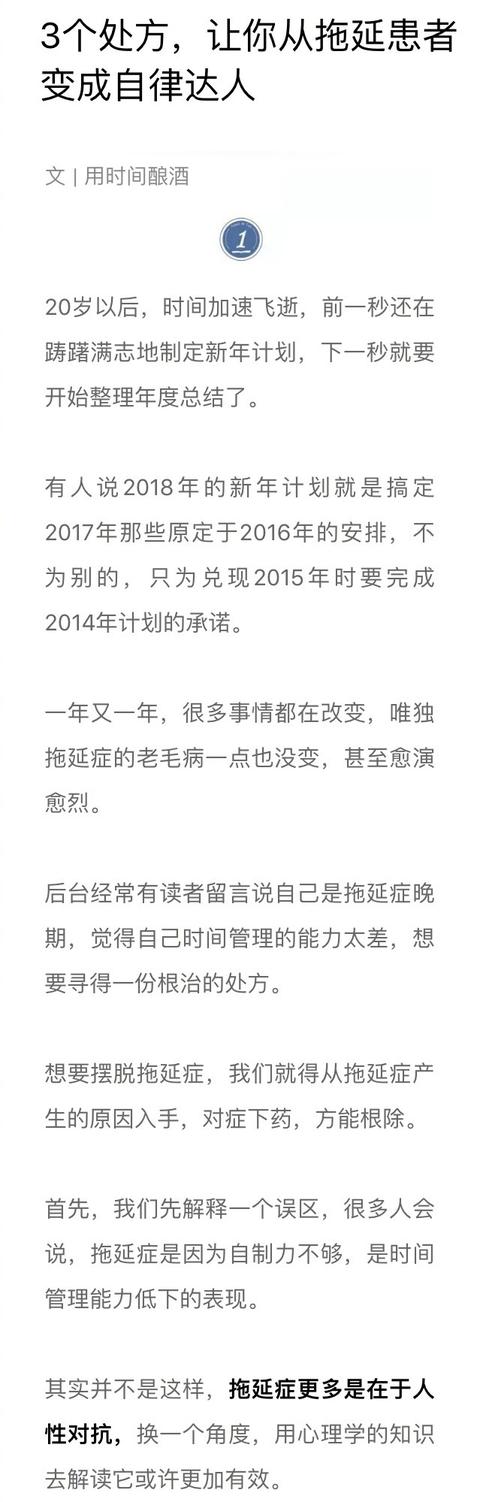 3个处方，让你从拖延患者
变成自律达人
文 | 用时间酿酒
1
20岁以后，时间加速飞逝，前一秒还在
踌躇满志地制定新年计划，下一秒就要
开始整理年度总结了。
有人说2018年的新年计划就是搞定
2017年那些原定于2016年的安排，不
为别的，只为兑现2015年时要完成
2014年计划的承诺。
一年又一年，很多事情都在改变，唯独
拖延症的老毛病一点也没变，甚至愈演
愈烈。
后台经常有读者留言说自己是拖延症晚
期，觉得自己时间管理的能力太差，想
要寻得一份根治的处方。
想要摆脱拖延症，我们就得从拖延症产
生的原因入手，对症下药，方能根除。
首先，我们先解释一个误区，很多人会
说，拖延症是因为自制力不够，是时间
管理能力低下的表现。
其实并不是这样，拖延症更多是在于人
性对抗，换一个角度，用心理学的知识
去解读它或许更加有效。